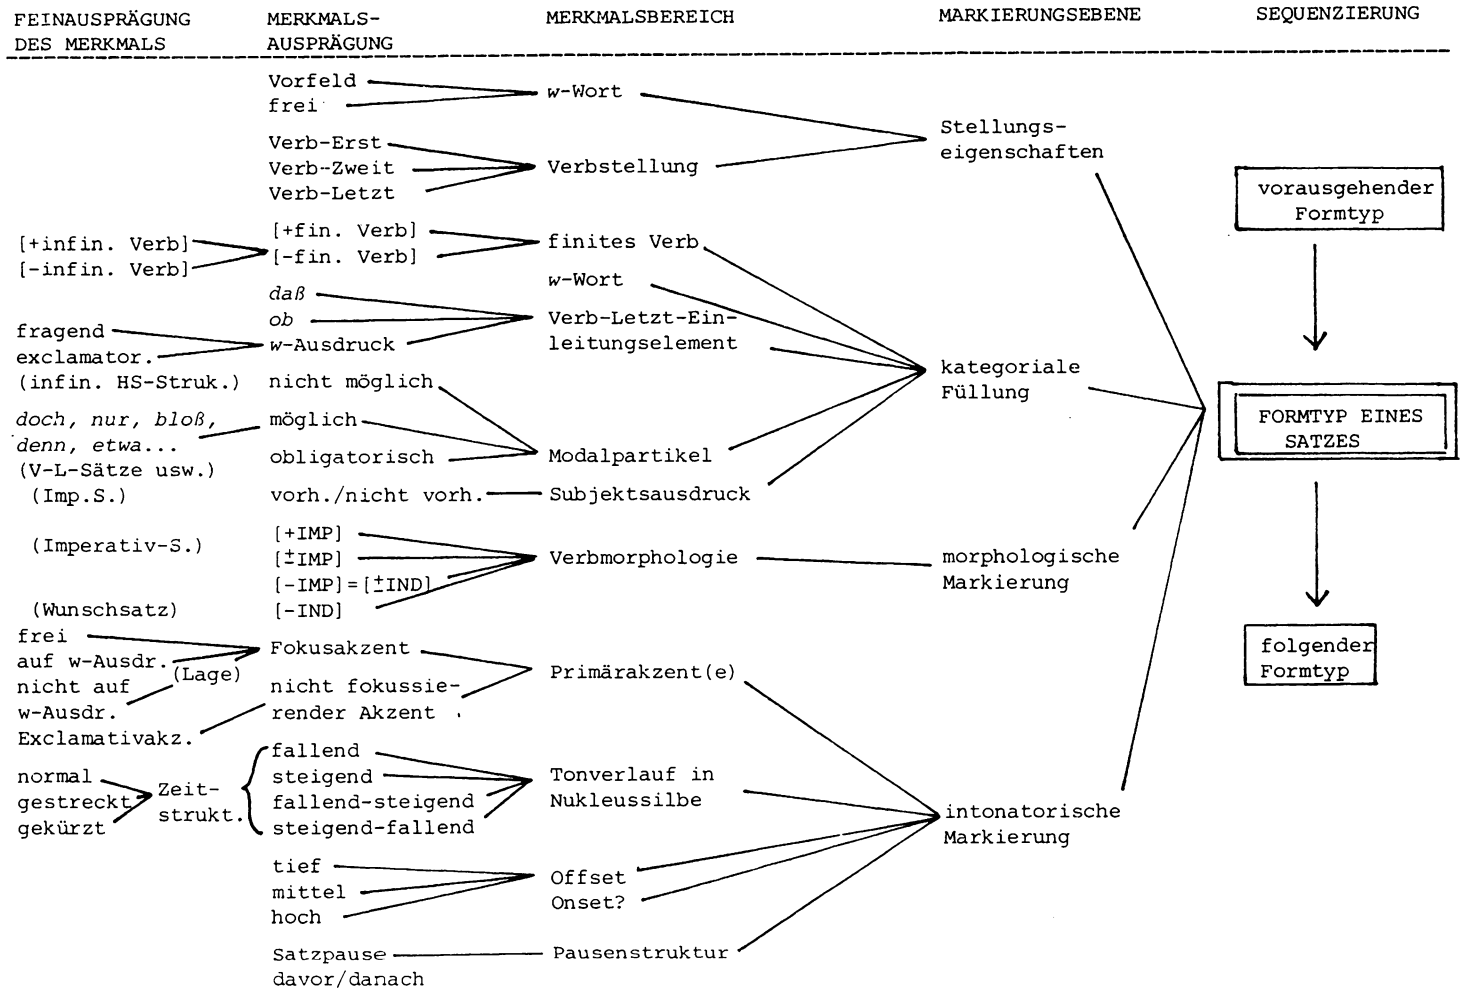 FEINAUSPRÄGUNG
DES MERKMALS
MERKMALS-
AUSPRÄGUNG
MERKMALSBEREICH
MARKIERUNGSEBENE
SEQUENZIERUNG
[+infin. Verb]
[-infin. Verb]
fragend
exclamator.
(infin. HS-Struk.)
doch, nur, bloß,
denn, etwa...
(V-L-Sätze usw.)
(Imp.S.)
(Imperativ-S.)
(Wunschsatz)
frei
auf w-Ausdr.
(Lage)
nicht auf
w-Ausdr.
Exclamativakz.
normal
gestreckt
gekürzt
Zeit-
strukt.
Vorfeld
frei
Verb-Erst
Verb-Zweit
Verb-Letzt
[+fin. Verb]
[-fin. Verb]
daß
ob
w-Ausdruck
nicht möglich
möglich
obligatorisch
vorh./nicht vorh.
[+IMP]
[±IMP]
[-IMP]=[±IND]
[-IND]
Fokusakzent
nicht fokussie-
render Akzent
fallend
steigend
fallend-steigend
steigend-fallend
tief
mittel
hoch
Satzpause
davor/danach
w-Wort
Verbstellung
finites Verb
w-Wort
Verb-Letzt-Ein-
leitungselement
Modalpartikel
Subjektsausdruck
Verbmorphologie
Primärakzent(e)
Tonverlauf in
Nukleussilbe
Offset
Onset?
Pausenstruktur
Stellungs-
eigenschaften
kategoriale
Füllung
morphologische
Markierung
intonatorische
Markierung
vorausgehender
Formtyp
FORMTYP EINES
SATZES
folgender
Formtyp